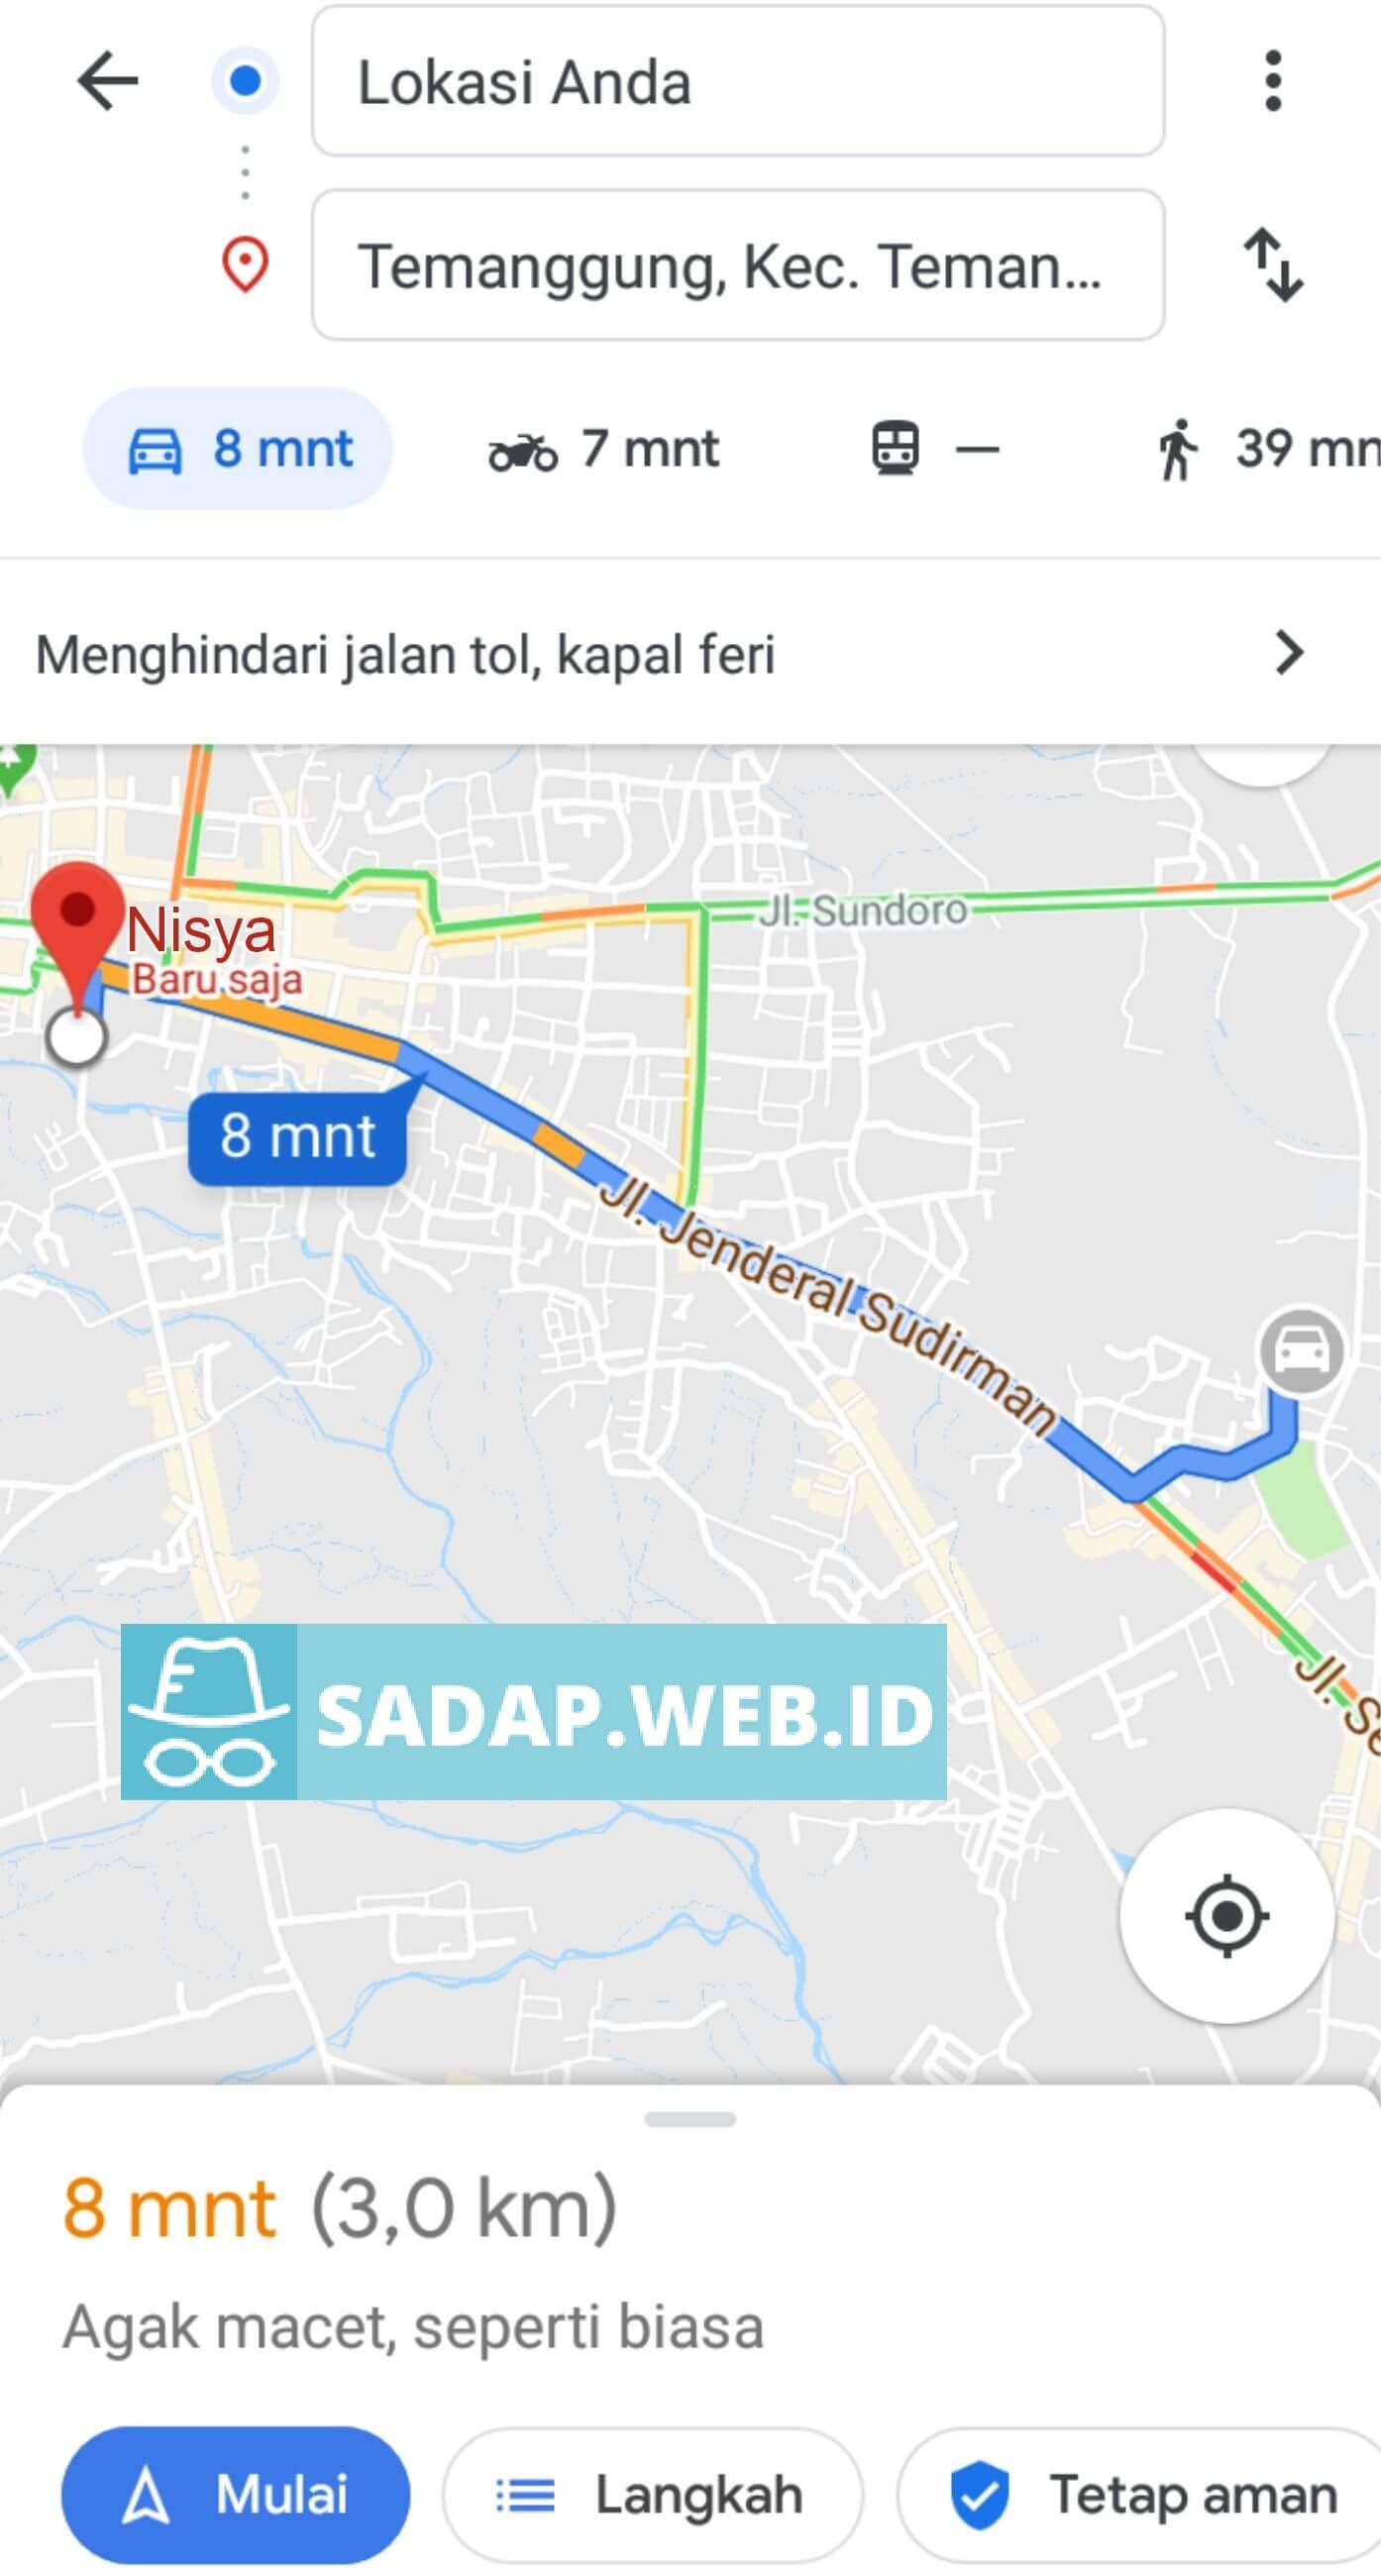 Lokasi Anda
Temanggung, Kec. Teman...
8 mnt
7 mnt
—
39 mn
Menghindari jalan tol, kapal feri
Jl. Sundoro
Nisya
Baru saja
8 mnt
Jl. Jenderal Sudirman
Jl. Se
SADAP.WEB.ID
8 mnt (3,0 km)
Agak macet, seperti biasa
Mulai
Langkah
Tetap aman